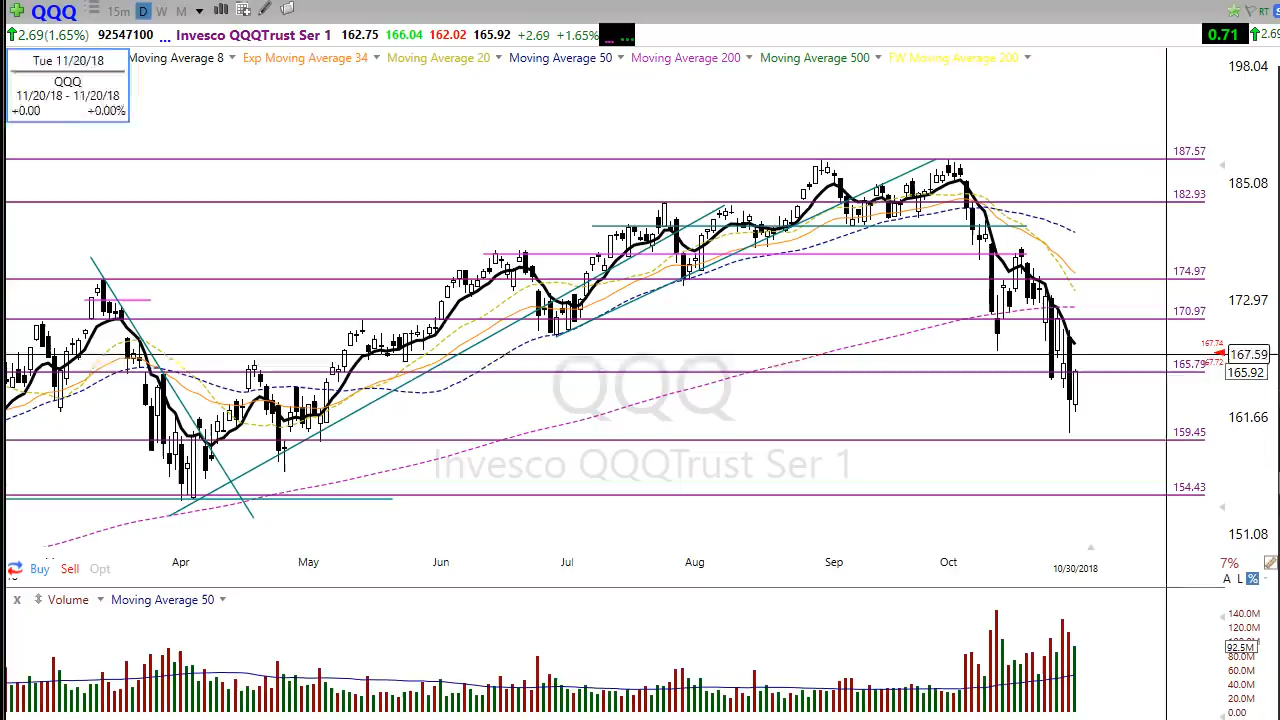 QQQ 15m D W M RT
2.69(1.65%) 92547100 ... Invesco QQQTrust Ser 1 162.75 166.04 162.02 165.92 +2.69 +1.65% 0.71
Tue 11/20/18
QQQ
11/20/18 - 11/20/18
+0.00 +0.00%
Moving Average 8 Exp Moving Average 34 Moving Average 20 Moving Average 50 Moving Average 200 Moving Average 500 FW Moving Average 200
198.04
187.57
185.08
182.93
174.97
172.97
170.97
167.74
167.59
167.72
165.79
165.92
161.66
159.45
154.43
151.08
QQQ
Invesco QQQTrust Ser 1
Apr May Jun Jul Aug Sep Oct
10/30/2018
Buy Sell Opt
7%
A L %
x Volume Moving Average 50
140.0M
120.0M
92.5M
80.0M
60.0M
40.0M
20.0M
0.00